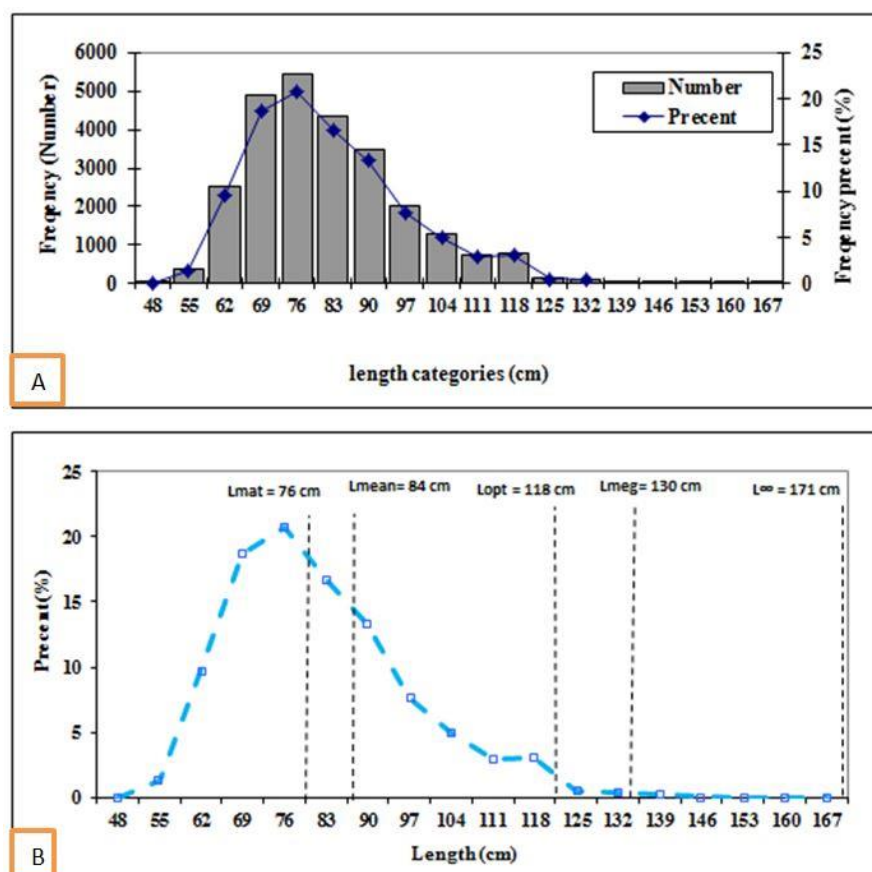 6000
5000
4000
3000
2000
1000
0
Freqency (Number)
25
20
15
10
5
0
Freqency precent(%)
Number
Precent
48 55 62 69 76 83 90 97 104 111 118 125 132 139 146 153 160 167
length categories (cm)
A
25
20
15
10
5
0
Precent(%)
Lmat = 76 cm Lmean= 84 cm Lopt = 118 cm Lmeg= 130 cm L∞ = 171 cm
48 55 62 69 76 83 90 97 104 111 118 125 132 139 146 153 160 167
Length(cm)
B